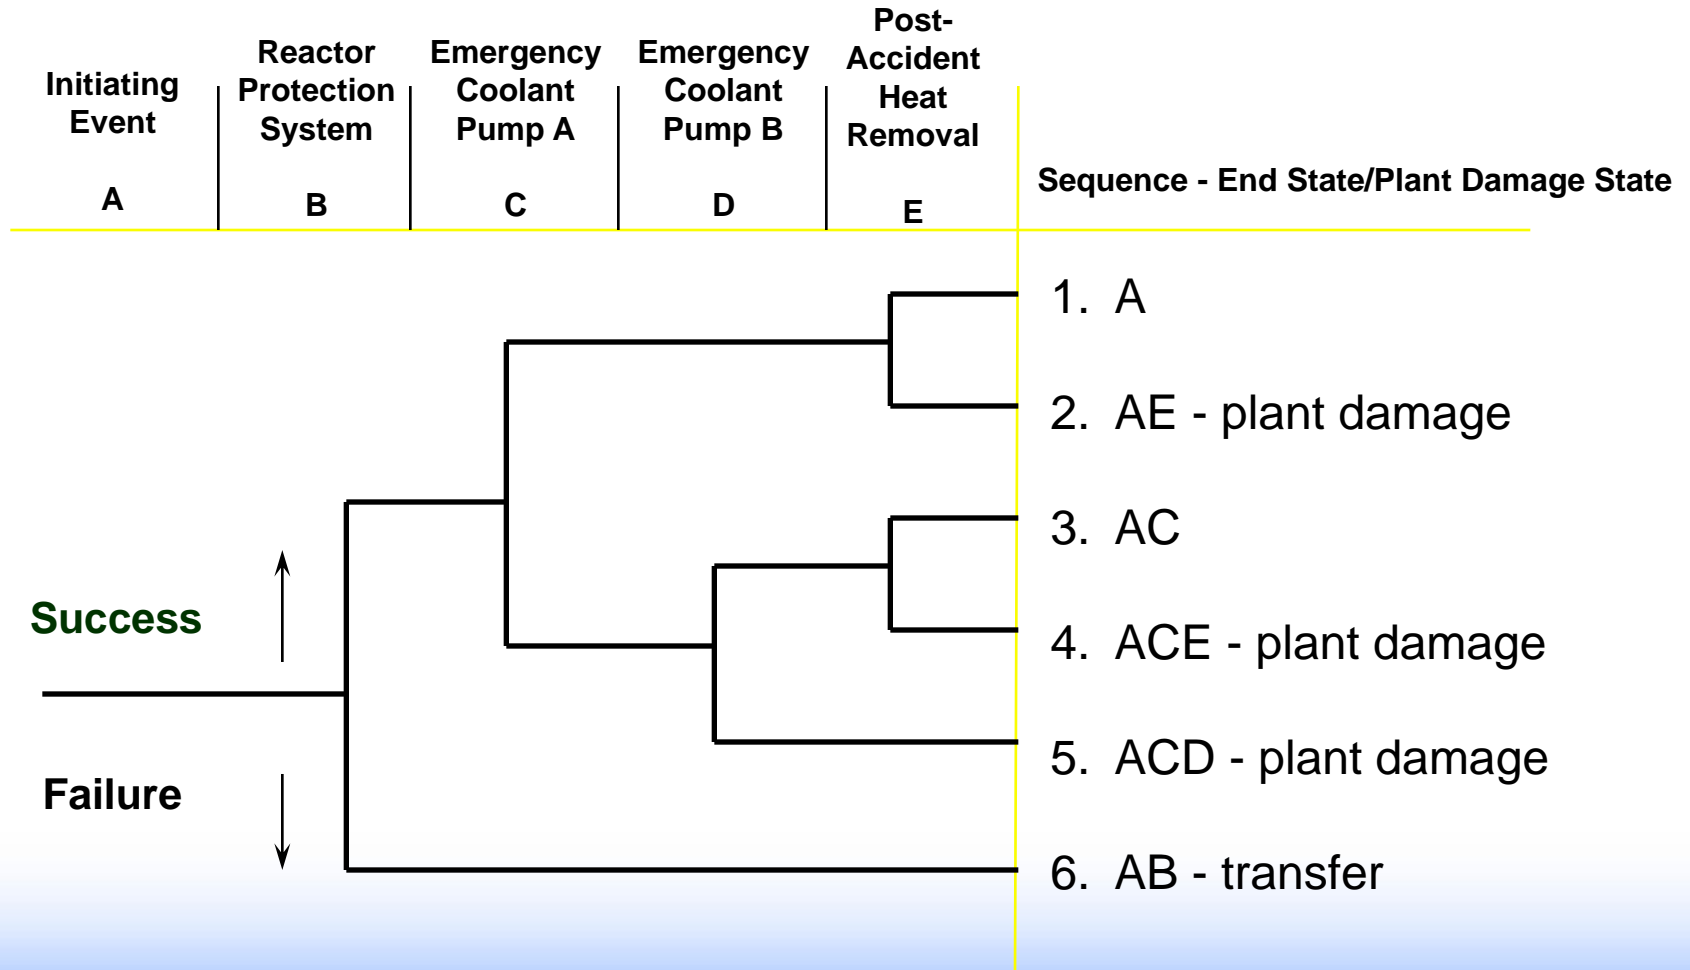 Initiating
Event
A
Reactor
Protection
System
B
Emergency
Coolant
Pump A
C
Emergency
Coolant
Pump B
D
Post-
Accident
Heat
Removal
E
Sequence - End State/Plant Damage State
1. A
2. AE - plant damage
3. AC
4. ACE - plant damage
5. ACD - plant damage
6. AB - transfer
Success
Failure